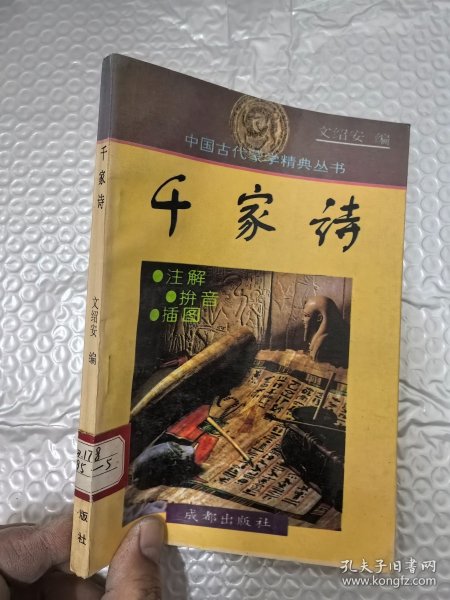 文绍安 编
中国古代蒙学精典丛书
千家诗
注解
拼音
插图
成都出版社
千家诗
文绍安 编
版社
孔夫子旧书网
www.kongfz.com